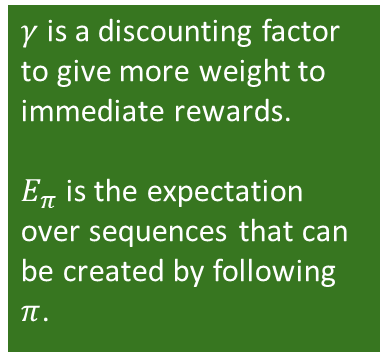 γ is a discounting factor
to give more weight to
immediate rewards.
E_π is the expectation
over sequences that can
be created by following
π.